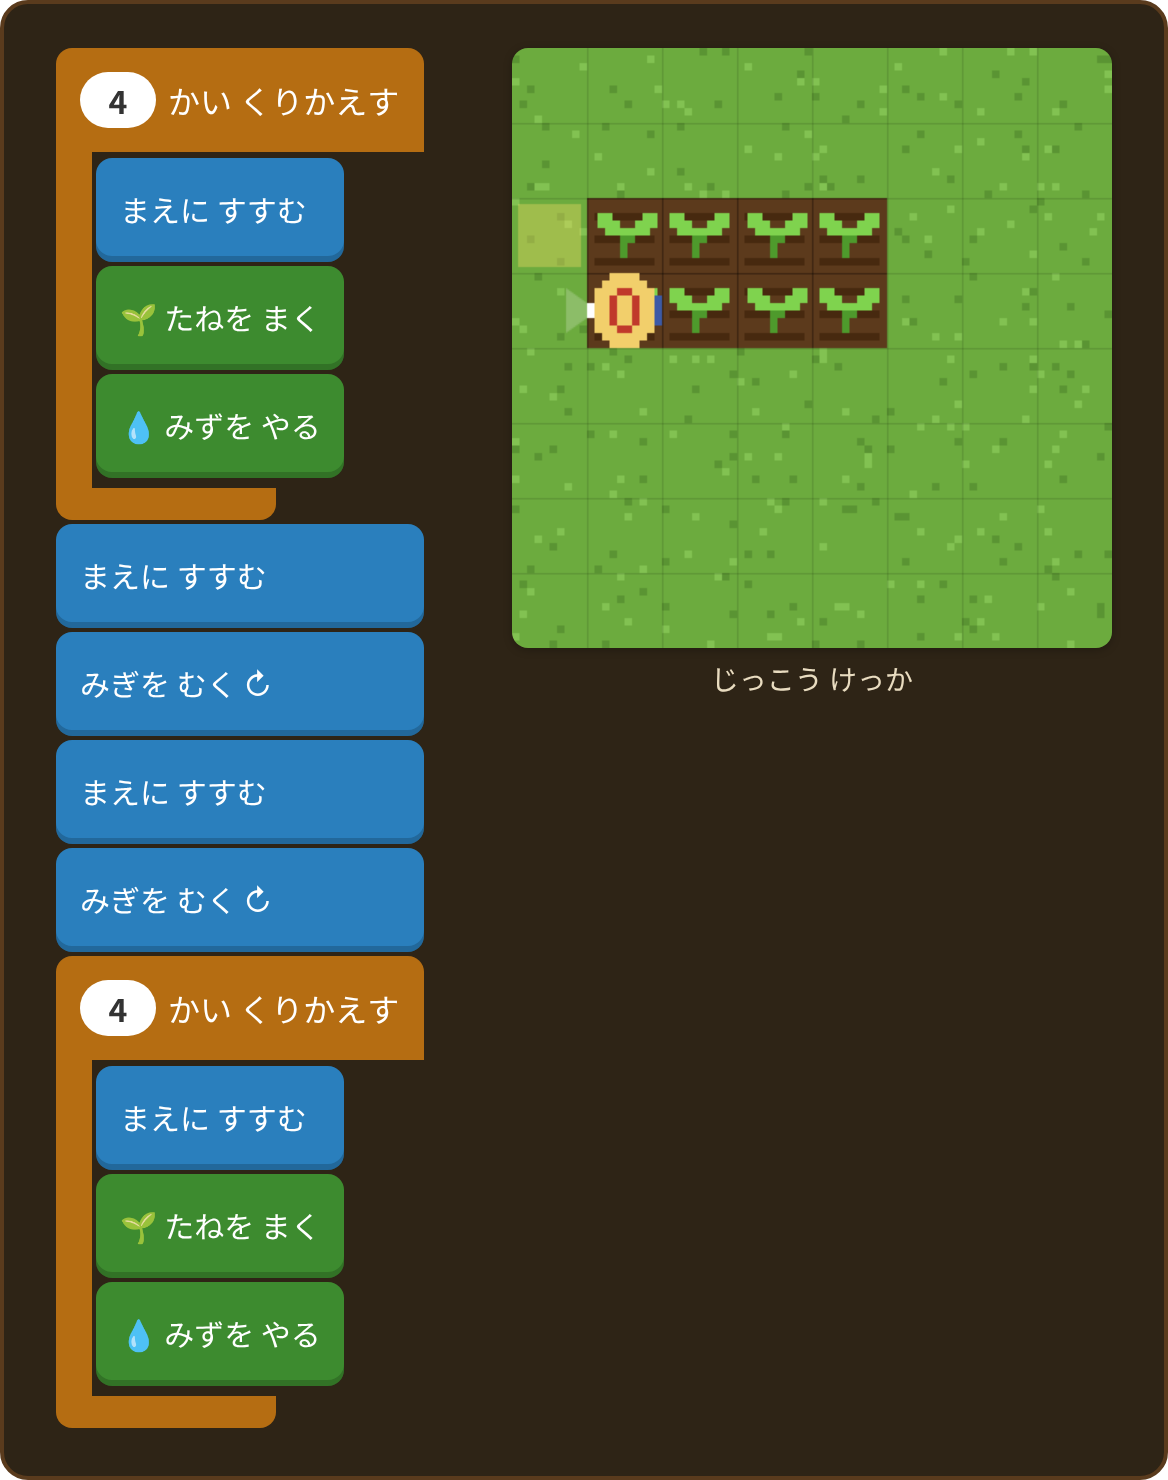 4 かい くりかえす
まえに すすむ
🌱 たねを まく
💧 みずを やる
まえに すすむ
みぎを むく ↻
まえに すすむ
みぎを むく ↻
4 かい くりかえす
まえに すすむ
🌱 たねを まく
💧 みずを やる
じっこう けっか